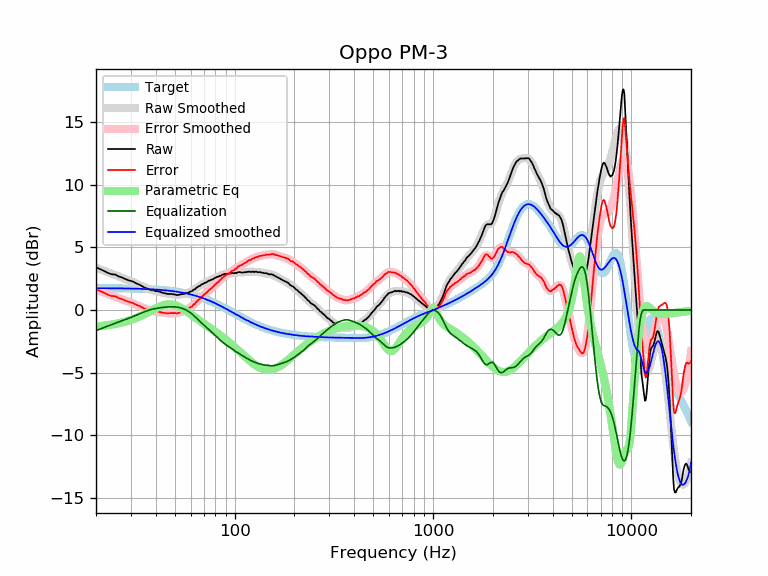 Oppo PM-3
Target
Raw Smoothed
Error Smoothed
Raw
Error
Parametric Eq
Equalization
Equalized smoothed
Amplitude (dBr)
15
10
5
0
−5
−10
−15
100
1000
10000
Frequency (Hz)